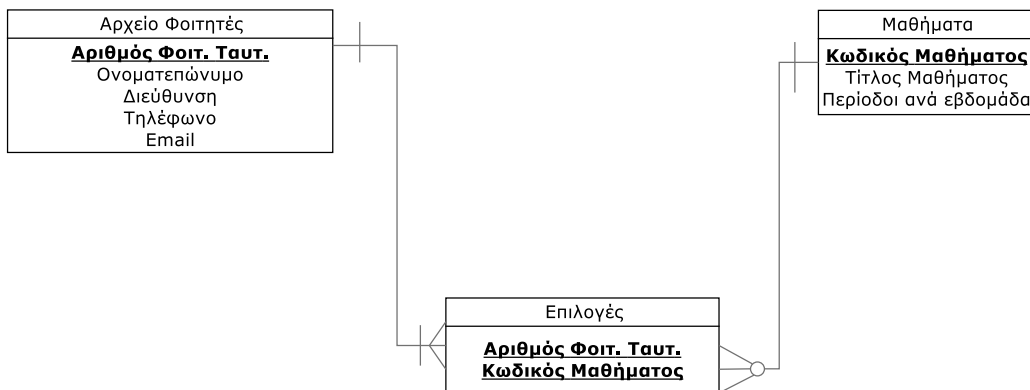 Αρχείο Φοιτητές
Αριθμός Φοιτ. Ταυτ.
Ονοματεπώνυμο
Διεύθυνση
Τηλέφωνο
Email
Μαθήματα
Κωδικός Μαθήματος
Τίτλος Μαθήματος
Περίοδοι ανά εβδομάδα
Επιλογές
Αριθμός Φοιτ. Ταυτ.
Κωδικός Μαθήματος